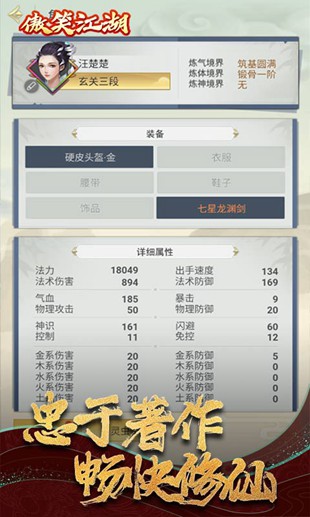 傲笑江湖
汪楚楚
玄关三段
炼气境界 筑基圆满
炼体境界 锻骨一阶
炼神境界 无
装备
硬皮头盔·金 衣服
腰带 鞋子
饰品 七星龙渊剑
详细属性
法力 18049 出手速度 134
法术伤害 894 法术防御 169
气血 185 暴击 9
物理攻击 50 物理防御 5
神识 101 闪避 60
控制 11 免控 12
金系伤害 20 金系防御 0
木系伤害 20 木系防御 0
水系伤害 20 水系防御 0
火系伤害 20 火系防御 0
土系伤害 20 土系防御 0
忠于著作
灵虫
畅快修仙